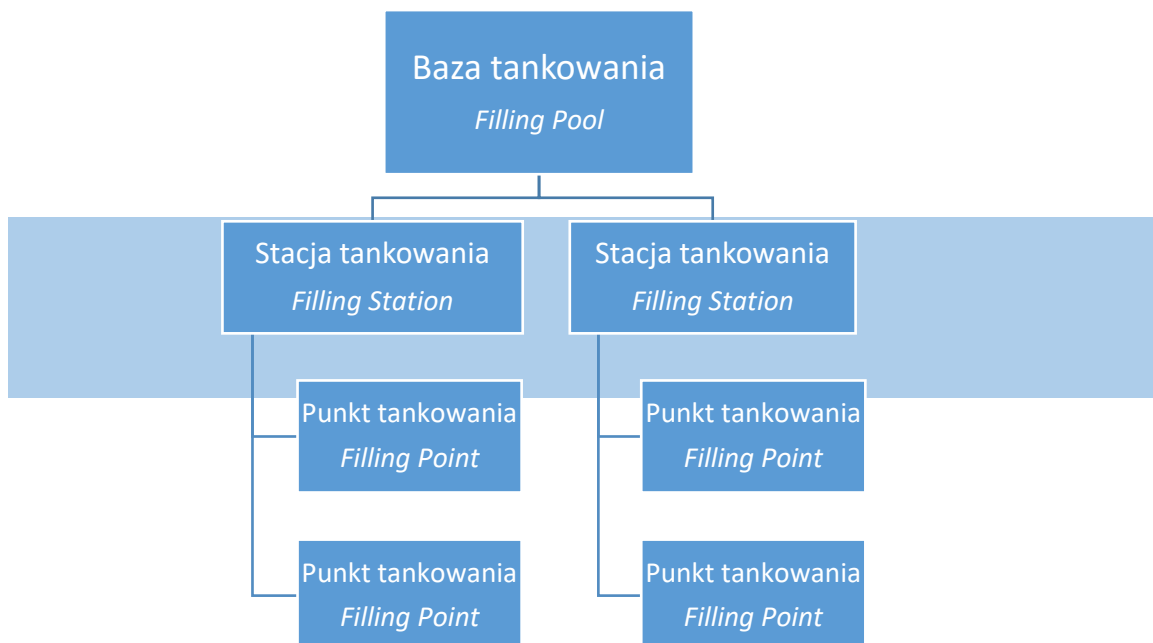 Baza tankowania
Filling Pool
Stacja tankowania
Filling Station
Stacja tankowania
Filling Station
Punkt tankowania
Filling Point
Punkt tankowania
Filling Point
Punkt tankowania
Filling Point
Punkt tankowania
Filling Point